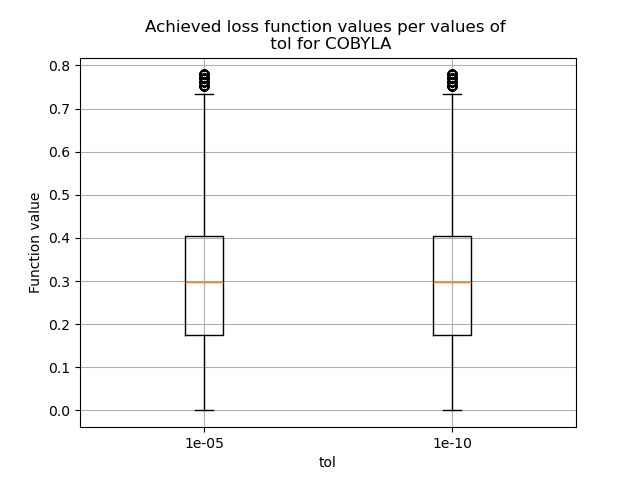 Achieved loss function values per values of
tol for COBYLA
0.8
0.7
0.6
0.5
0.4
0.3
0.2
0.1
0.0
Function value
1e-05
1e-10
tol